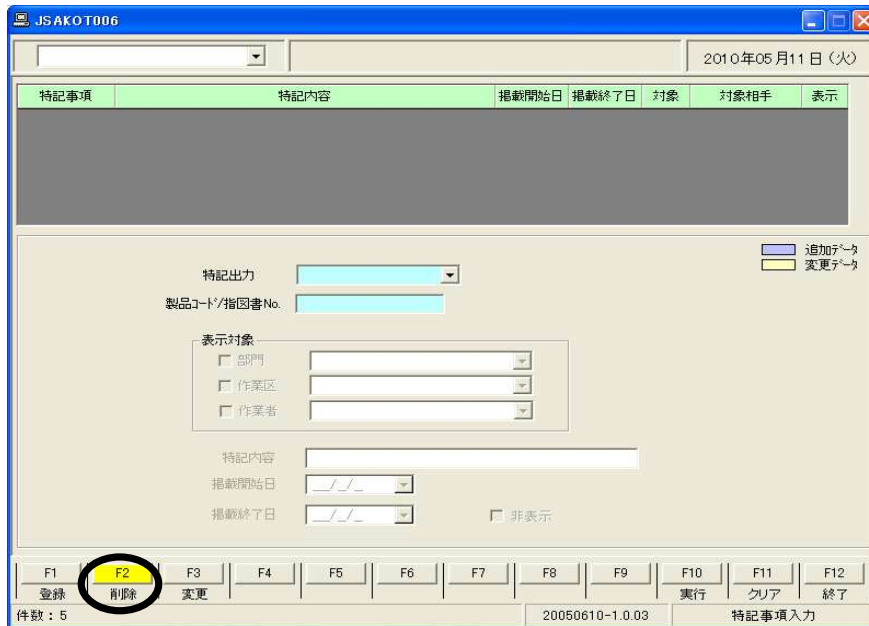 JSAKOT006
2010年05月11日(火)
特記事項 特記内容 掲載開始日 掲載終了日 対象 対象相手 表示
追加データ
変更データ
特記出力
製品コード/指図書No.
表示対象
部門
作業区
作業者
特記内容
掲載開始日 __/_/_
掲載終了日 __/_/_ 非表示
F1 F2 F3 F4 F5 F6 F7 F8 F9 F10 F11 F12
登録 削除 変更 実行 クリア 終了
件数:5 20050610-1.0.03 特記事項入力